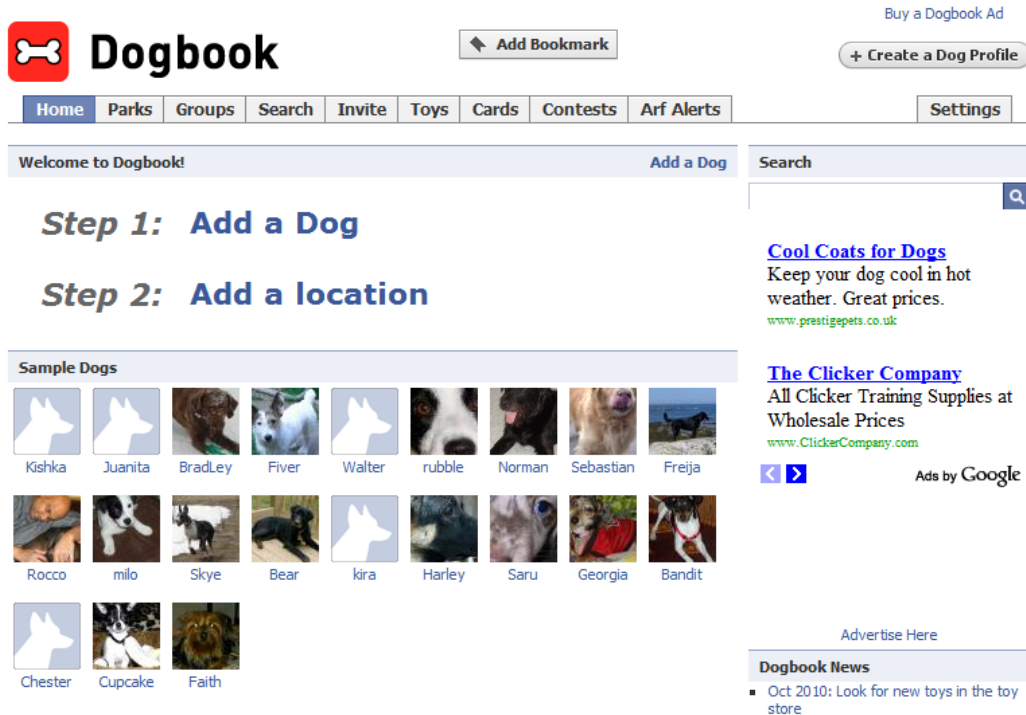 Buy a Dogbook Ad
Dogbook
Add Bookmark
+ Create a Dog Profile
Home Parks Groups Search Invite Toys Cards Contests Arf Alerts Settings
Welcome to Dogbook! Add a Dog
Step 1: Add a Dog
Step 2: Add a location
Sample Dogs
Kishka Juanita BradLey Fiver Walter rubble Norman Sebastian Freija
Rocco milo Skye Bear kira Harley Saru Georgia Bandit
Chester Cupcake Faith
Search
Cool Coats for Dogs
Keep your dog cool in hot
weather. Great prices.
www.prestigepets.co.uk
The Clicker Company
All Clicker Training Supplies at
Wholesale Prices
www.ClickerCompany.com
Ads by Google
Advertise Here
Dogbook News
Oct 2010: Look for new toys in the toy
store